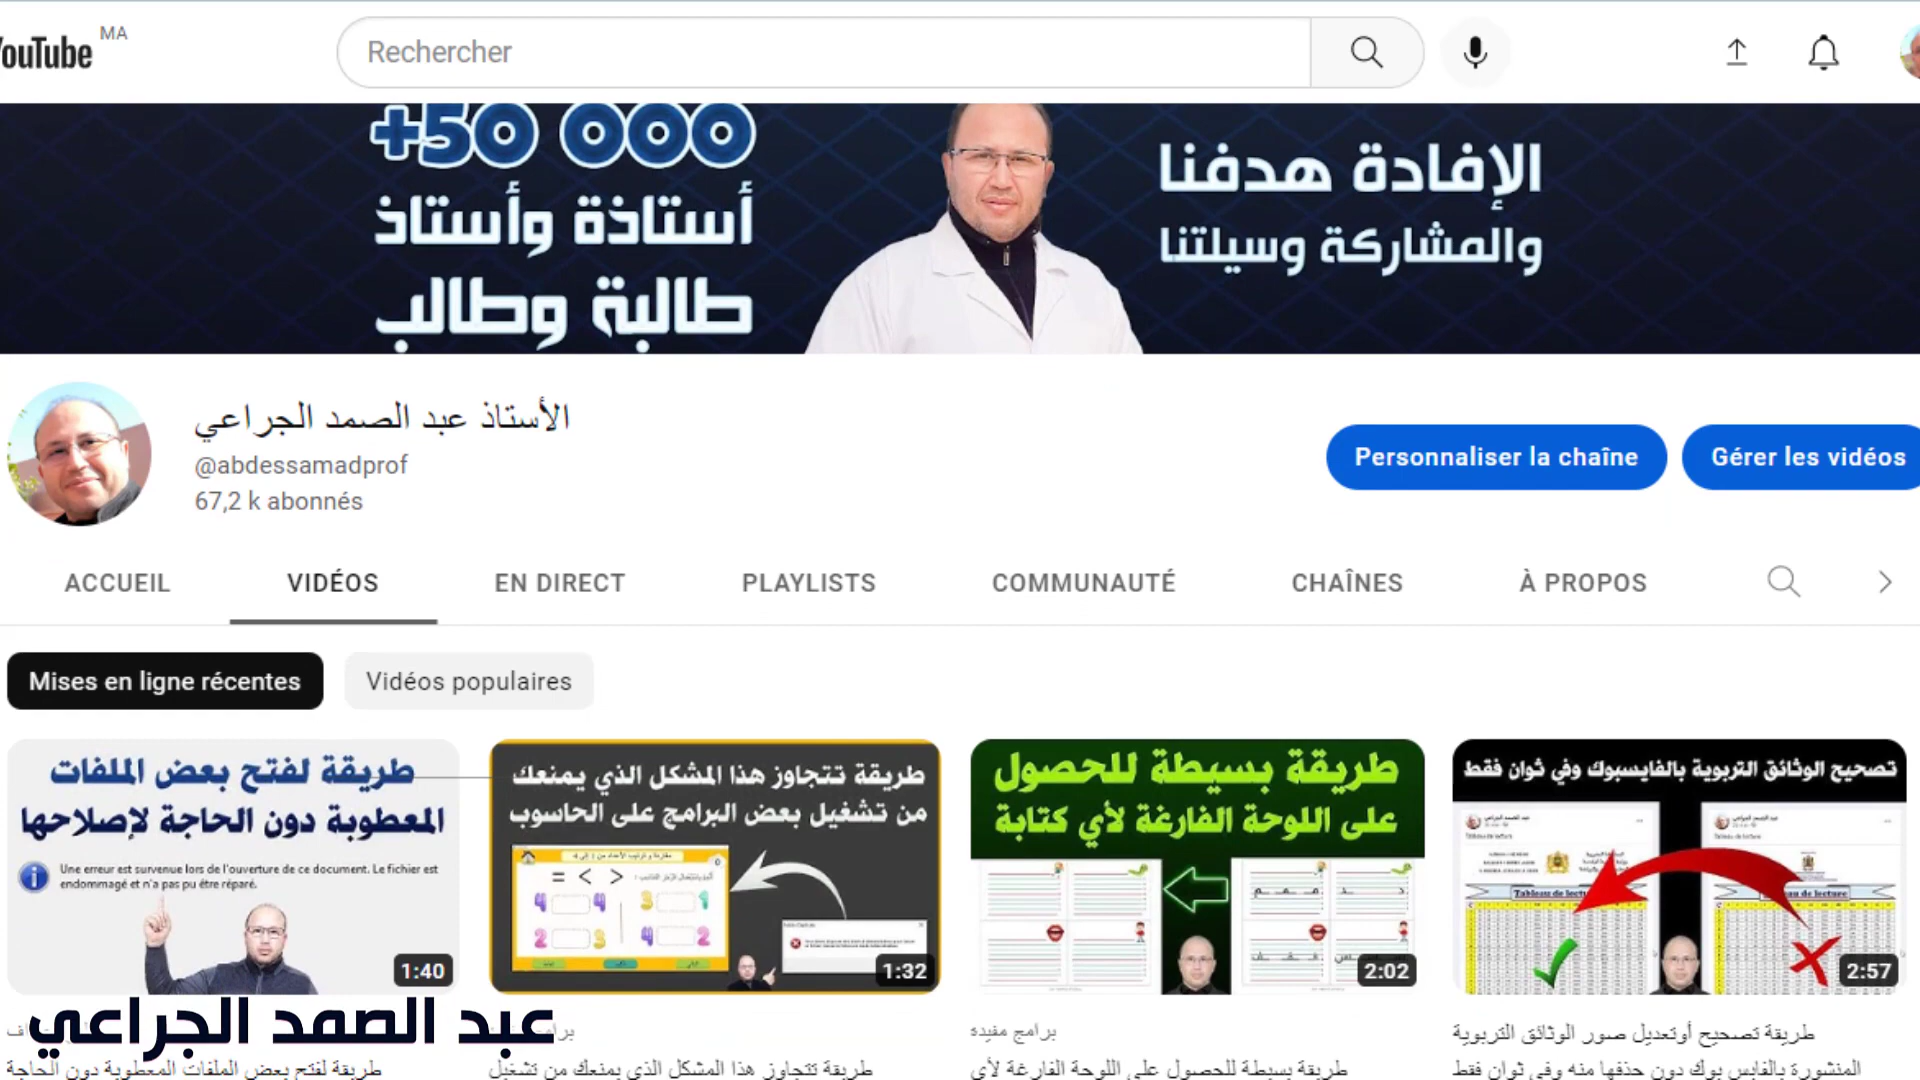 YouTube MA
Rechercher
+50 000
أستاذة وأستاذ
طالبة وطالب
الإفادة هدفنا
والمشاركة وسيلتنا
الأستاذ عبد الصمد الجراعي
@abdessamadprof
67,2 k abonnés
Personnaliser la chaîne
Gérer les vidéos
ACCUEIL
VIDÉOS
EN DIRECT
PLAYLISTS
COMMUNAUTÉ
CHAÎNES
À PROPOS
Mises en ligne récentes
Vidéos populaires
طريقة لفتح بعض الملفات
المعطوبة دون الحاجة لإصلاحها
Une erreur est survenue lors de l'ouverture de ce document. Le fichier est
endommagé et n'a pas pu être réparé.
1:40
طريقة تتجاوز هذا المشكل الذي يمنعك
من تشغيل بعض البرامج على الحاسوب
= < >
1:32
طريقة بسيطة للحصول
على اللوحة الفارغة لأي كتابة
2:02
تصحيح الوثائق التربوية بالفايسبوك وفي ثوان فقط
Tableau de lecture
2:57
عبد الصمد الجراعي
طريقة لفتح بعض الملفات المعطوبة دون الحاجة
طريقة تتجاوز هذا المشكل الذي يمنعك من تشغيل
برامج مفيدة
طريقة بسيطة للحصول على اللوحة الفارغة لأي
طريقة تصحيح أوتعديل صور الوثائق التربوية
المنشورة بالفايس بوك دون حذفها منه وفي ثوان فقط